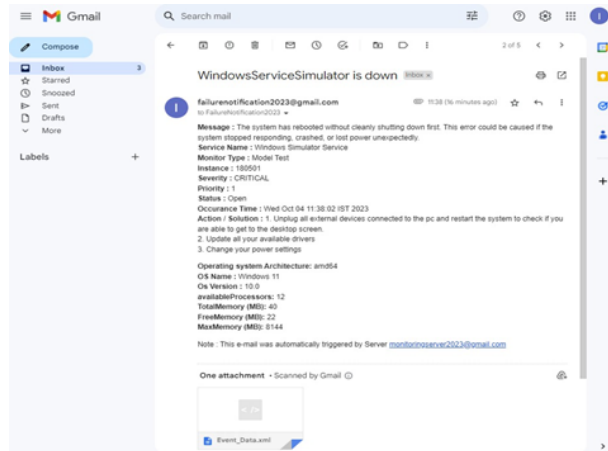 Gmail
Search mail
Compose
Inbox 3
Starred
Snoozed
Sent
Drafts
More
Labels +
2 of 5
WindowsServiceSimulator is down Inbox x
failurenotification2023@gmail.com 11:38 (16 minutes ago)
to FailureNotification2023
Message : The system has rebooted without cleanly shutting down first. This error could be caused if the
system stopped responding, crashed, or lost power unexpectedly.
Service Name : Windows Simulator Service
Monitor Type : Model Test
Instance : 180501
Severity : CRITICAL
Priority : 1
Status : Open
Occurance Time : Wed Oct 04 11:38:02 IST 2023
Action / Solution : 1. Unplug all external devices connected to the pc and restart the system to check if you
are able to get to the desktop screen.
2. Update all your available drivers
3. Change your power settings
Operating system Architecture: amd64
OS Name : Windows 11
Os Version : 10.0
availableProcessors: 12
TotalMemory (MB): 40
FreeMemory (MB): 22
MaxMemory (MB): 8144
Note : This e-mail was automatically triggered by Server monitoringserver2023@gmail.com
One attachment • Scanned by Gmail
Event_Data.xml